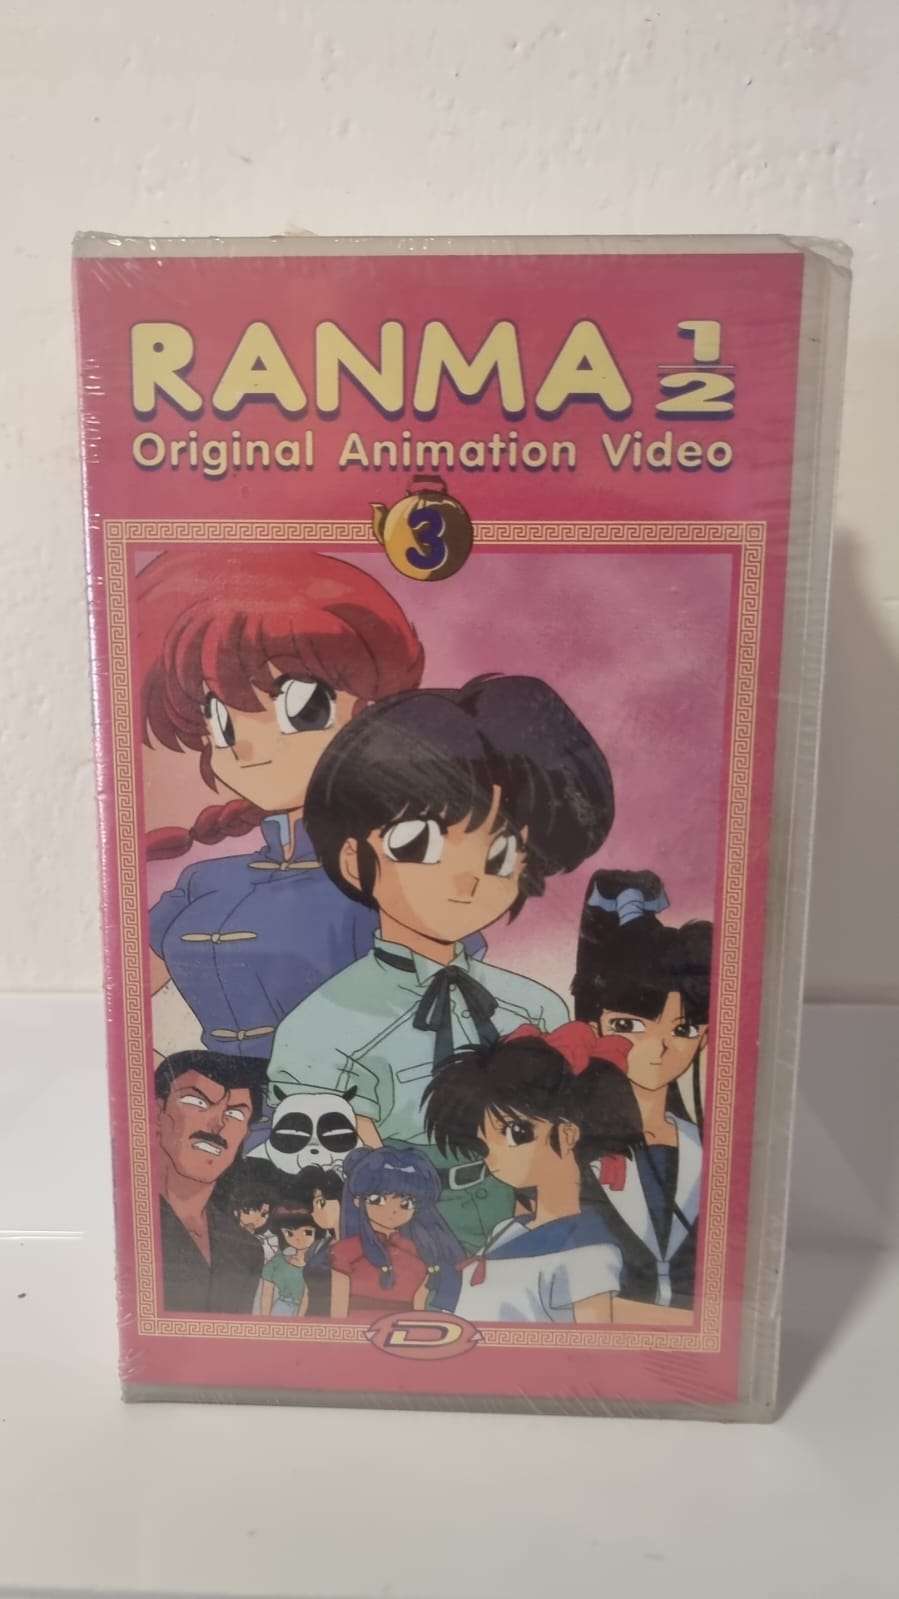 RANMA 1/2
Original Animation Video
3
D